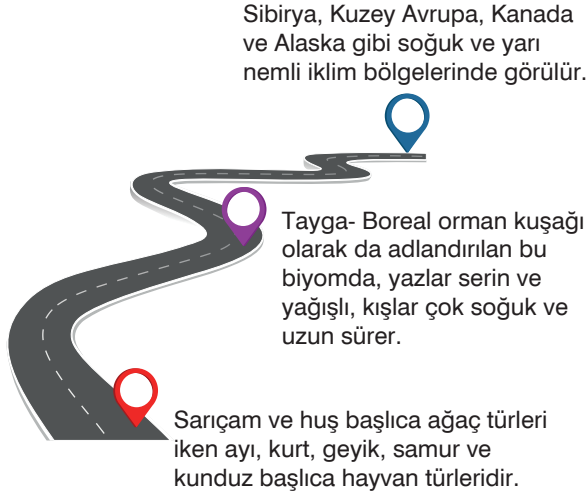 Sibirya, Kuzey Avrupa, Kanada
ve Alaska gibi soğuk ve yarı
nemli iklim bölgelerinde görülür.
Tayga- Boreal orman kuşağı
olarak da adlandırılan bu
biyomda, yazlar serin ve
yağışlı, kışlar çok soğuk ve
uzun sürer.
Sarıçam ve huş başlıca ağaç türleri
iken ayı, kurt, geyik, samur ve
kunduz başlıca hayvan türleridir.